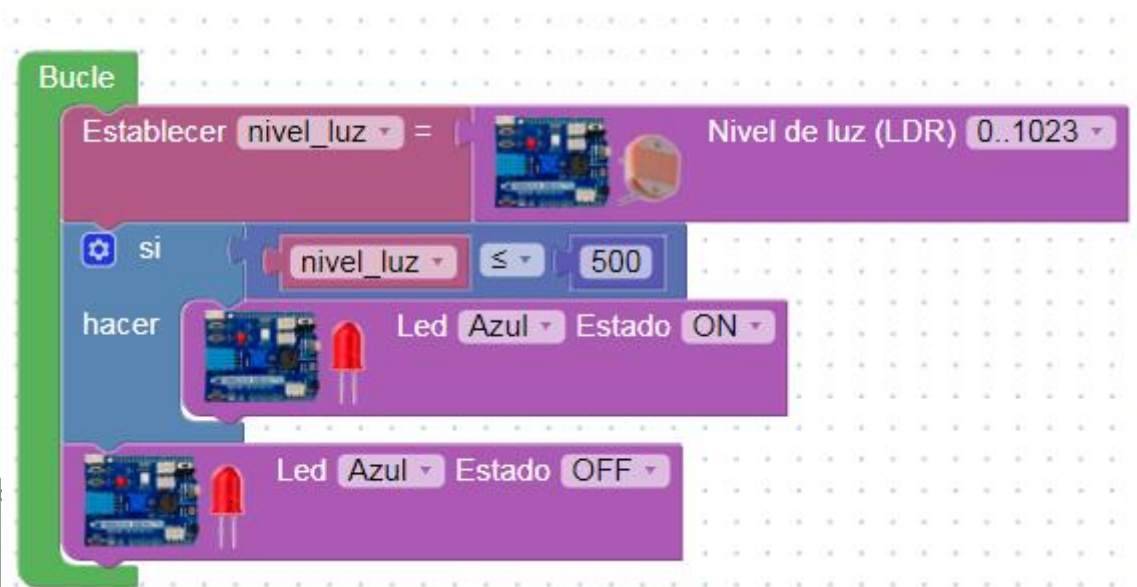 Bucle
Establecer nivel_luz = Nivel de luz (LDR) 0..1023
si nivel_luz ≤ 500
hacer Led Azul Estado ON
Led Azul Estado OFF